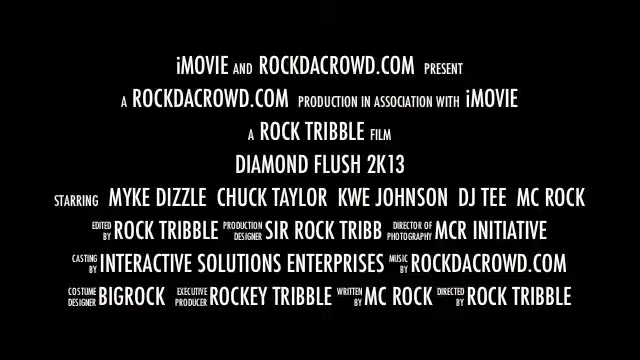 iMOVIE AND ROCKDACROWD.COM PRESENT
A ROCKDACROWD.COM PRODUCTION IN ASSOCIATION WITH iMOVIE
A ROCK TRIBBLE FILM
DIAMOND FLUSH 2K13
STARRING MYKE DIZZLE CHUCK TAYLOR KWE JOHNSON DJ TEE MC ROCK
EDITED BY ROCK TRIBBLE PRODUCTION DESIGNER SIR ROCK TRIBB DIRECTOR OF PHOTOGRAPHY MCR INITIATIVE
CASTING BY INTERACTIVE SOLUTIONS ENTERPRISES MUSIC BY ROCKDACROWD.COM
COSTUME DESIGNER BIGROCK EXECUTIVE PRODUCER ROCKEY TRIBBLE WRITTEN BY MC ROCK DIRECTED BY ROCK TRIBBLE